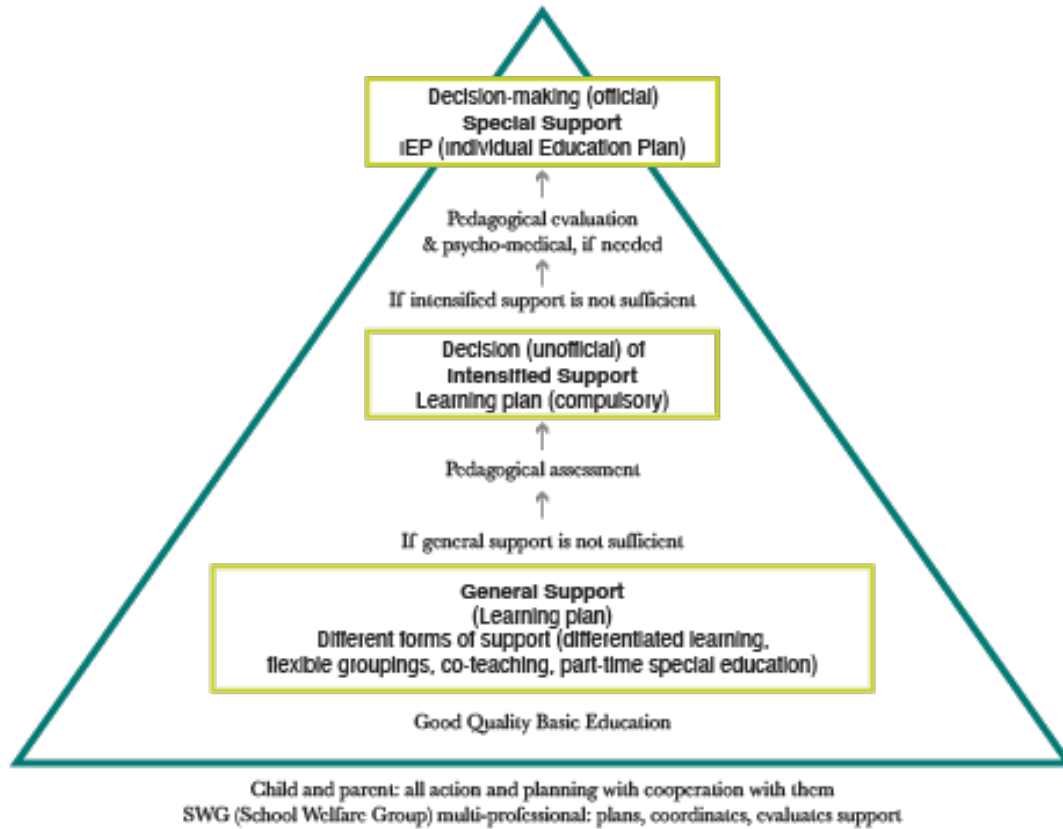 Decision-making (official)
Special Support
IEP (Individual Education Plan)
Pedagogical evaluation
& psycho-medical, if needed
If intensified support is not sufficient
Decision (unofficial) of
Intensified Support
Learning plan (compulsory)
Pedagogical assessment
If general support is not sufficient
General Support
(Learning plan)
Different forms of support (differentiated learning,
flexible groupings, co-teaching, part-time special education)
Good Quality Basic Education
Child and parent: all action and planning with cooperation with them
SWG (School Welfare Group) multi-professional: plans, coordinates, evaluates support